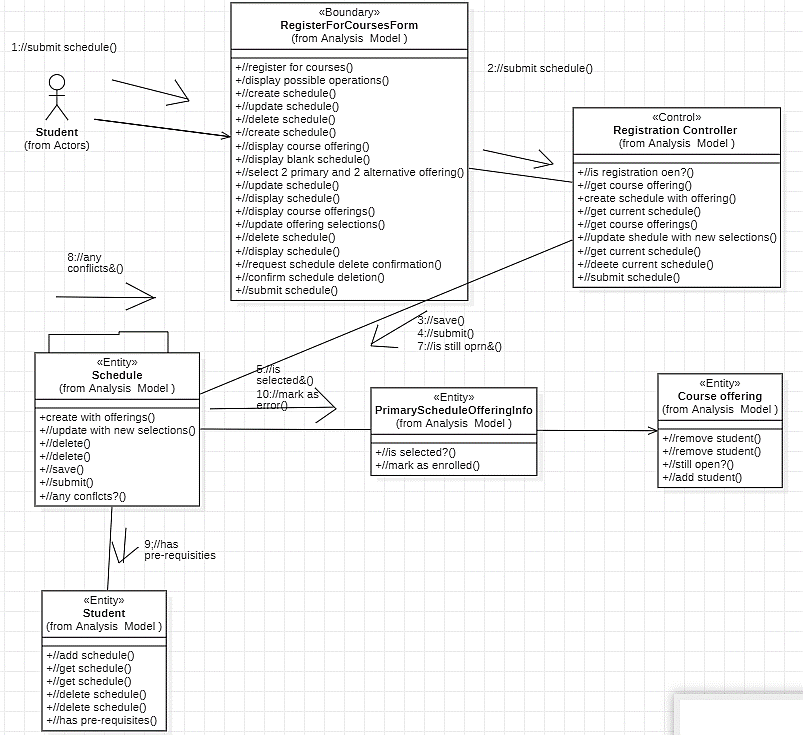 1://submit schedule()
Student
(from Actors)
«Boundary»
RegisterForCoursesForm
(from Analysis Model )
+//register for courses()
+//display possible operations()
+//create schedule()
+//update schedule()
+//delete schedule()
+//create schedule()
+//display course offering()
+//display blank schedule()
+//select 2 primary and 2 alternative offering()
+//update schedule()
+//display schedule()
+//display course offerings()
+//update offering selections()
+//delete schedule()
+//display schedule()
+//request schedule delete confirmation()
+//confirm schedule deletion()
+//submit schedule()
2://submit schedule()
«Control»
Registration Controller
(from Analysis Model )
+//is registration oen?()
+//get course offering()
+create schedule with offering()
+//get current schedule()
+//get course offerings()
+//update shedule with new selections()
+//get current schedule()
+//deete current schedule()
+//submit schedule()
8://any
conflicts&()
3://save()
4://submit()
7://is still oprn&()
«Entity»
Schedule
(from Analysis Model )
+create with offerings()
+//update with new selections()
+//delete()
+//delete()
+//save()
+//submit()
+//any conflcts?()
://is
selected&()
10://mark as
error()
«Entity»
PrimaryScheduleOfferingInfo
(from Analysis Model )
+//is selected?()
+//mark as enrolled()
«Entity»
Course offering
(from Analysis Model )
+//remove student()
+//remove student()
+//still open?()
+//add student()
9;//has
pre-requisities
«Entity»
Student
(from Analysis Model )
+//add schedule()
+//get schedule()
+//get schedule()
+//delete schedule()
+//delete schedule()
+//has pre-requisites()